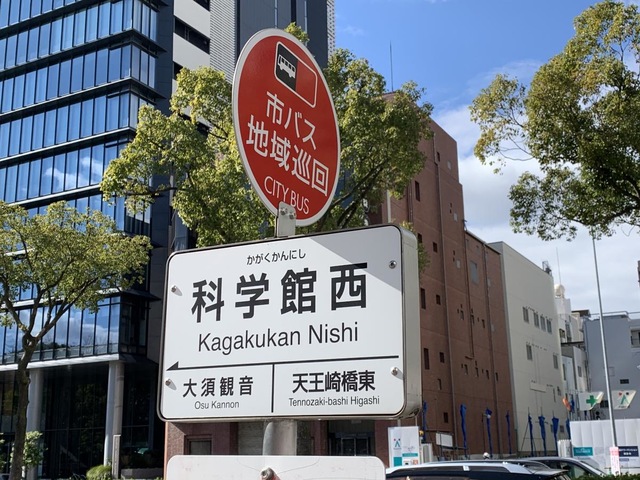 市バス
地域巡回
CITY BUS
かがくかんにし
科学館西
Kagakukan Nishi
大須観音
Osu Kannon
天王崎橋東
Tennozaki-bashi Higashi